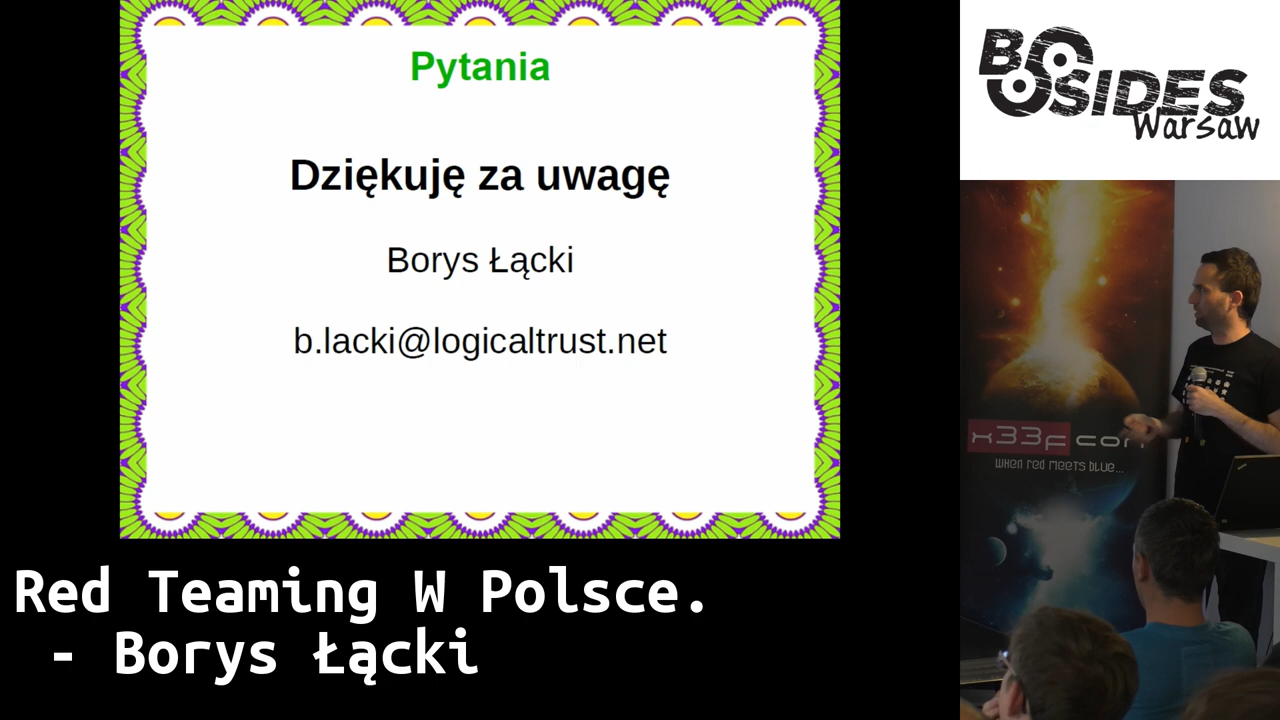 Pytania
Dziękuję za uwagę
Borys Łącki
b.lacki@logicaltrust.net
Red Teaming W Polsce.
- Borys Łącki
BSIDES
Warsaw
x33fcon
when red meets blue...